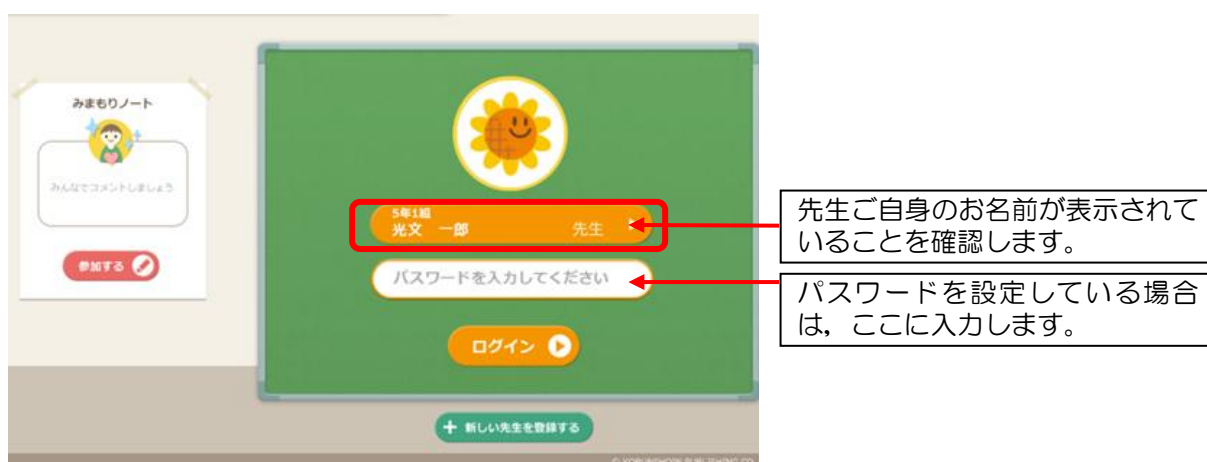 みまもりノート
みんなでコメントしましょう
参加する
5年1組
光文 一郎 先生
パスワードを入力してください
ログイン
+ 新しい先生を登録する
先生ご自身のお名前が表示されて
いることを確認します。
パスワードを設定している場合
は，ここに入力します。